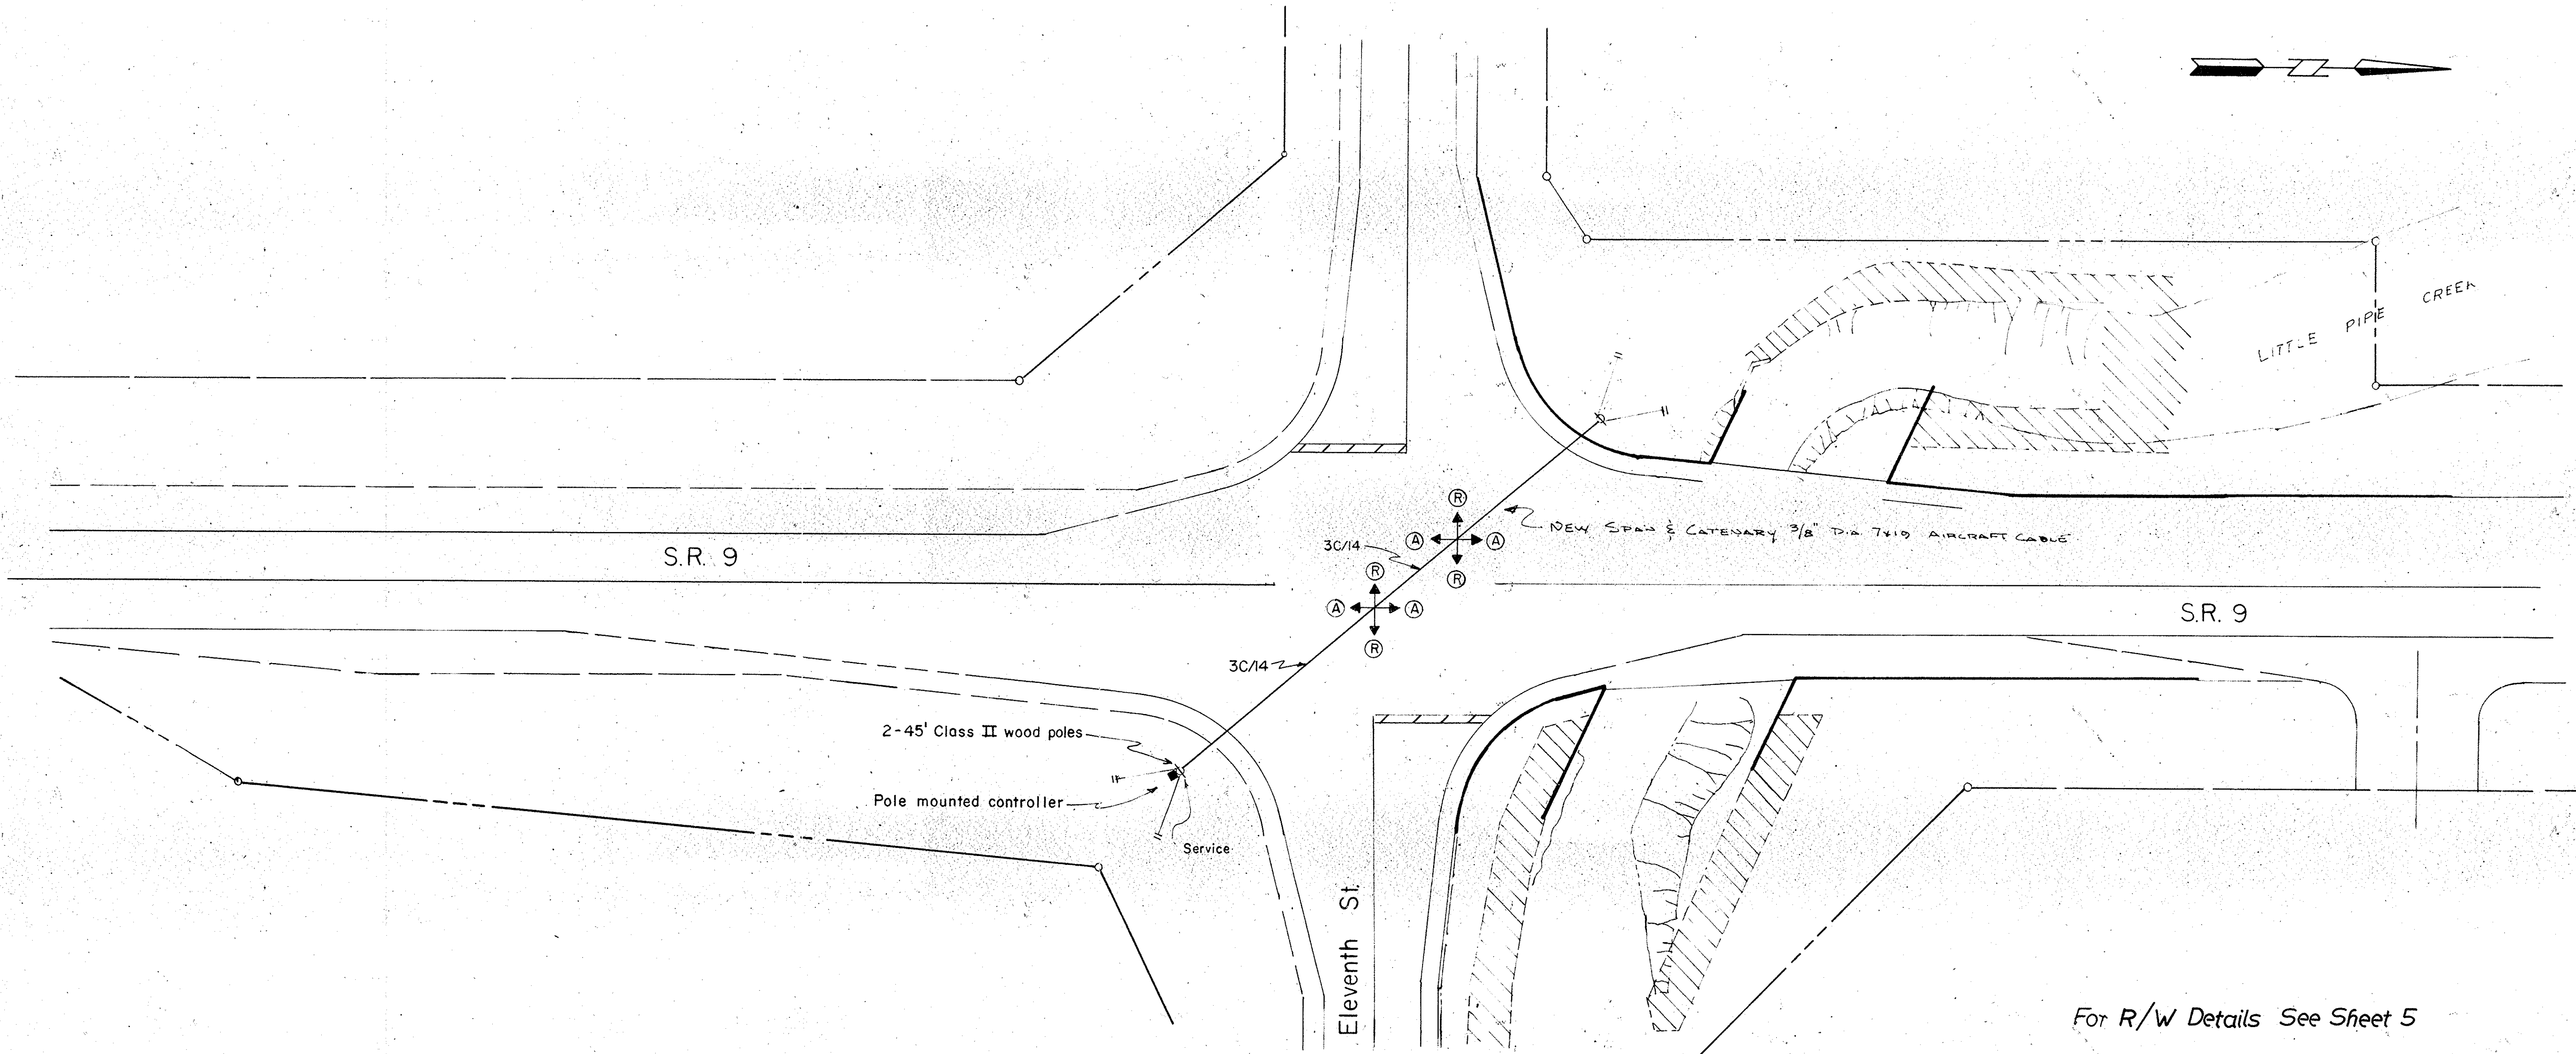 N
LITTLE PIPE CREEK
R
NEW SPAN & CATENARY 3/8" DIA. 7x19 AIRCRAFT CABLE
A A
3C/14
S.R. 9
R
R
A A
S.R. 9
R
3C/14
2-45' Class II wood poles
Pole mounted controller
Service
Eleventh St.
For R/W Details See Sheet 5